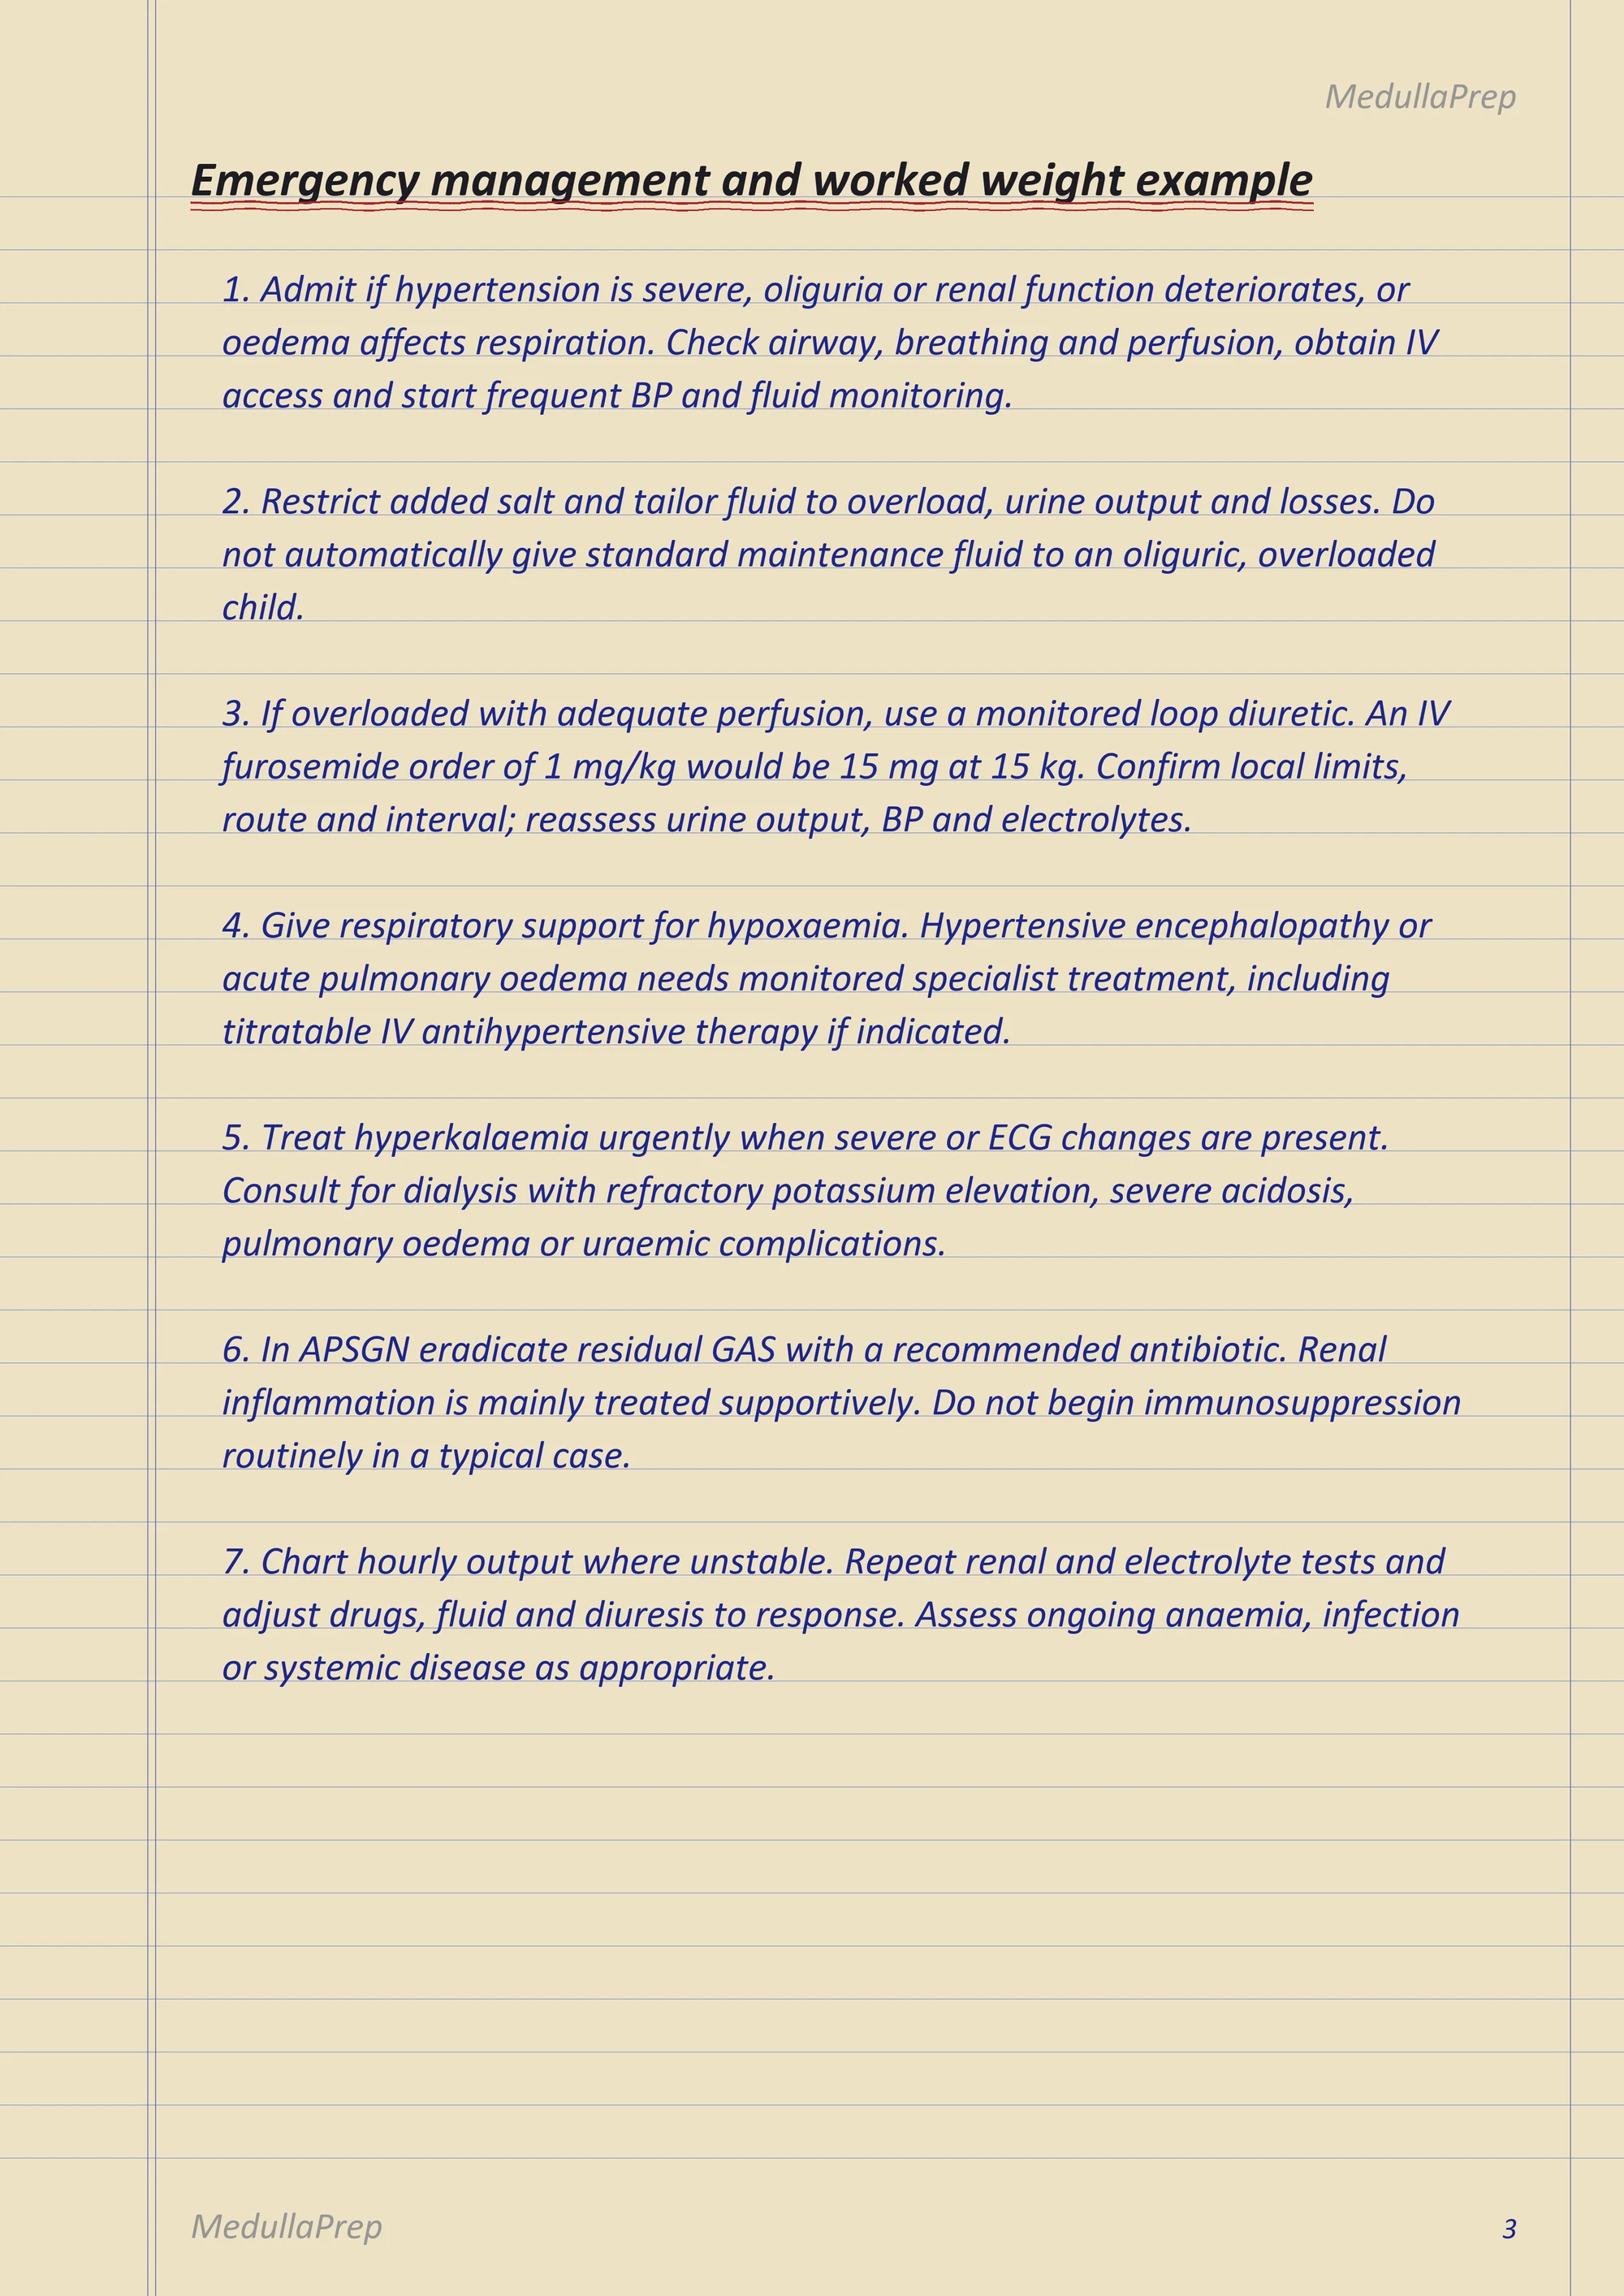 MedullaPrep
Emergency management and worked weight example
1. Admit if hypertension is severe, oliguria or renal function deteriorates, or
oedema affects respiration. Check airway, breathing and perfusion, obtain IV
access and start frequent BP and fluid monitoring.
2. Restrict added salt and tailor fluid to overload, urine output and losses. Do
not automatically give standard maintenance fluid to an oliguric, overloaded
child.
3. If overloaded with adequate perfusion, use a monitored loop diuretic. An IV
furosemide order of 1 mg/kg would be 15 mg at 15 kg. Confirm local limits,
route and interval; reassess urine output, BP and electrolytes.
4. Give respiratory support for hypoxaemia. Hypertensive encephalopathy or
acute pulmonary oedema needs monitored specialist treatment, including
titratable IV antihypertensive therapy if indicated.
5. Treat hyperkalaemia urgently when severe or ECG changes are present.
Consult for dialysis with refractory potassium elevation, severe acidosis,
pulmonary oedema or uraemic complications.
6. In APSGN eradicate residual GAS with a recommended antibiotic. Renal
inflammation is mainly treated supportively. Do not begin immunosuppression
routinely in a typical case.
7. Chart hourly output where unstable. Repeat renal and electrolyte tests and
adjust drugs, fluid and diuresis to response. Assess ongoing anaemia, infection
or systemic disease as appropriate.
MedullaPrep
3